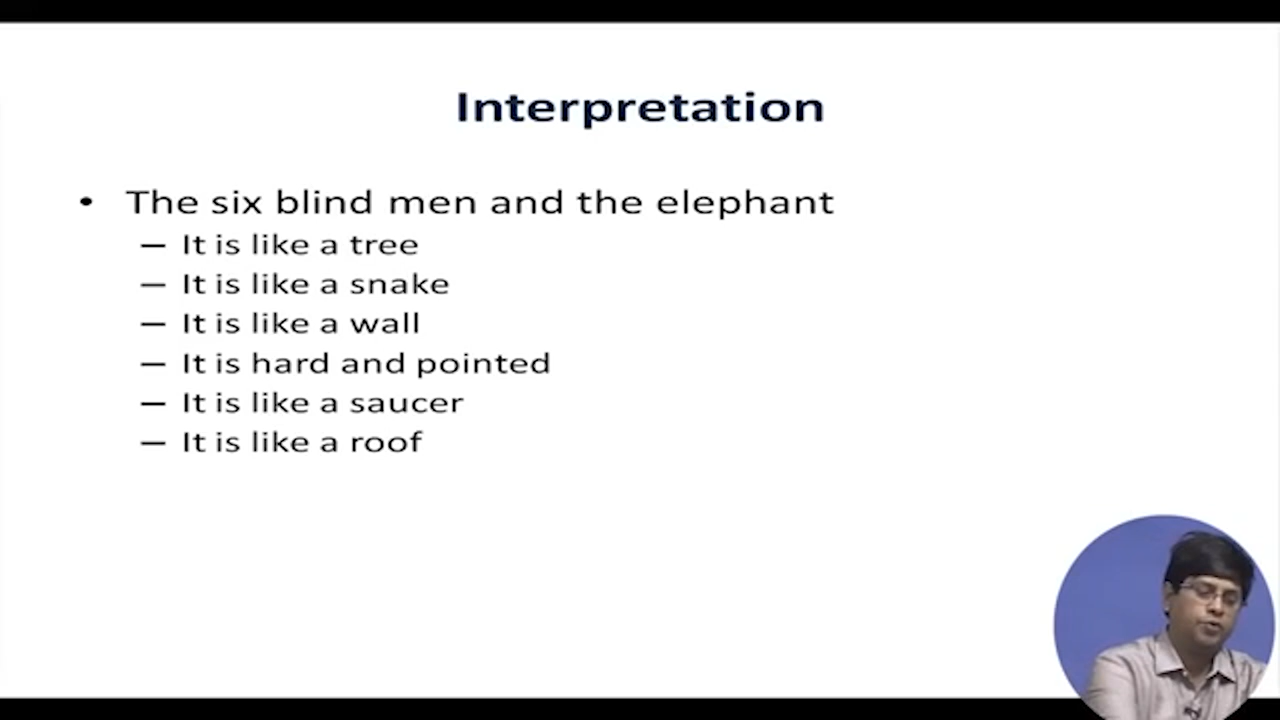 Interpretation
• The six blind men and the elephant
– It is like a tree
– It is like a snake
– It is like a wall
– It is hard and pointed
– It is like a saucer
– It is like a roof